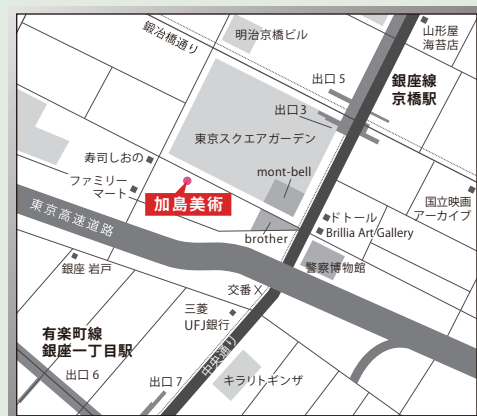 山形屋
海苔店
明治京橋ビル
鍛冶橋通り
出口 5
銀座線
京橋駅
出口3
東京スクエアガーデン
寿司しおの
mont-bell
ファミリー
マート
加島美術
国立映画
アーカイブ
東京高速道路
ドトール
Brillia Art Gallery
brother
警察博物館
銀座 岩戸
交番 X
三菱
UFJ銀行
有楽町線
銀座一丁目駅
中央通り
出口 6
出口 7
キラリトギンザ